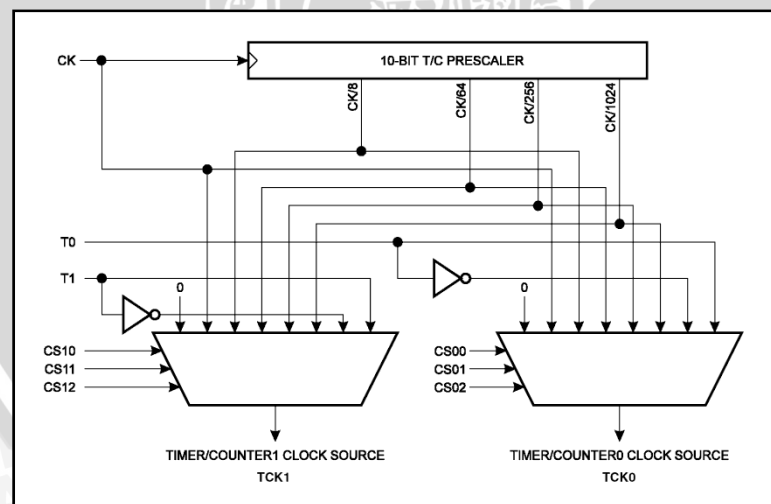 CK
10-BIT T/C PRESCALER
CK/8
CK/64
CK/256
CK/1024
T0
T1
0
0
CS10
CS11
CS12
CS00
CS01
CS02
TIMER/COUNTER1 CLOCK SOURCE
TCK1
TIMER/COUNTER0 CLOCK SOURCE
TCK0